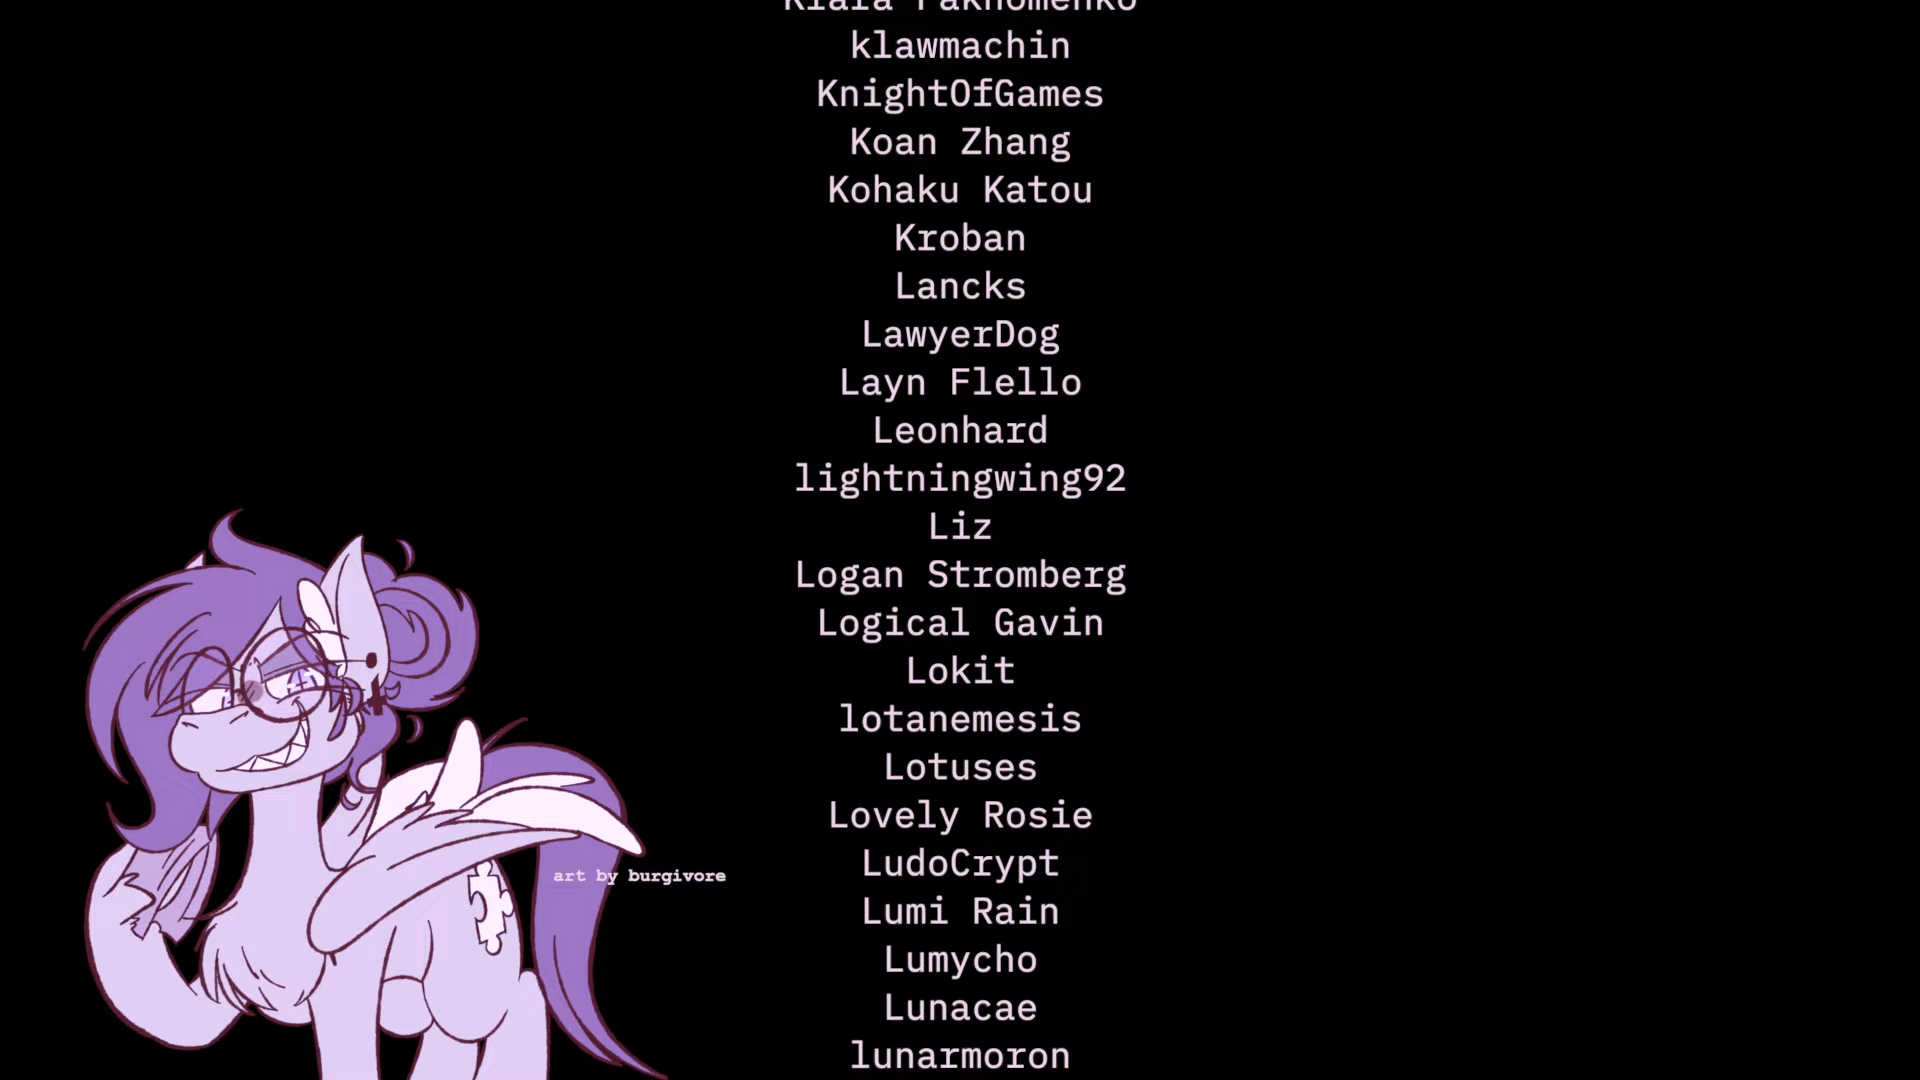 klawmachin
KnightOfGames
Koan Zhang
Kohaku Katou
Kroban
Lancks
LawyerDog
Layn Flello
Leonhard
lightningwing92
Liz
Logan Stromberg
Logical Gavin
Lokit
lotanemesis
Lotuses
Lovely Rosie
LudoCrypt
art by burgivore
Lumi Rain
Lumycho
Lunacae
lunarmoron